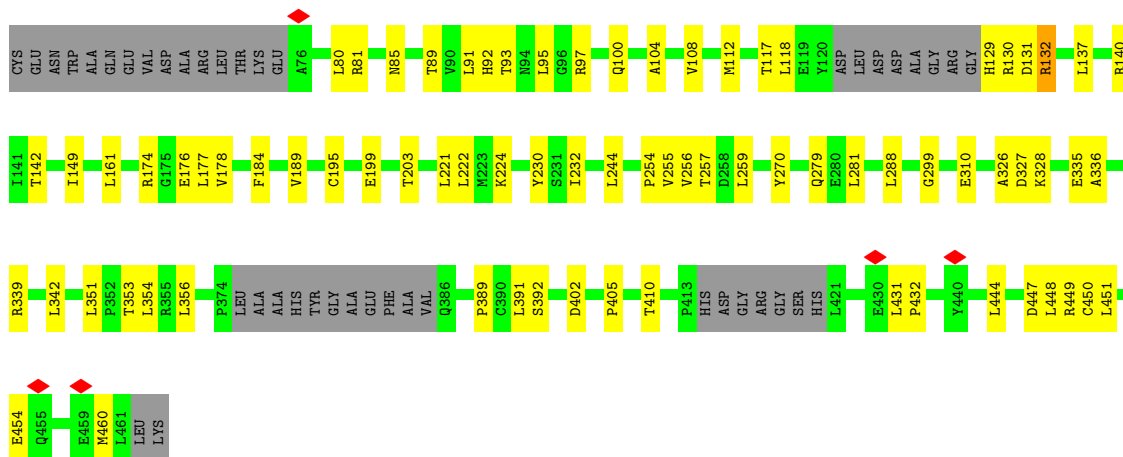 CYS GLU ASN TRP ALA GLN GLU VAL ASP ALA ARG LEU THR LYS GLU A76 L80 R81 N85 T89 V90 L91 H92 T93 N94 L95 G96 R97 Q100 A104 V108 M112 T117 L118 E119 Y120 ASP LEU ASP ASP ALA GLY ARG GLY H129 R130 D131 R132 L137 R140
I141 T142 I149 L161 R174 G175 E176 L177 V178 F184 V189 C195 E199 T203 L221 L222 M223 K224 Y230 S231 I232 L244 P254 V255 V256 T257 D258 L259 Y270 Q279 E280 L281 L288 G299 E310 A326 D327 K328 E335 A336
R339 L342 L351 P352 T353 L354 R355 L356 P374 LEU ALA ALA HIS TYR GLY ALA GLU PHE ALA VAL Q386 P389 C390 L391 S392 D402 P405 T410 P413 HIS ASP GLY ARG GLY SER HIS L421 E430 L431 P432 Y440 L444 D447 L448 R449 C450 L451
E454 Q455 E459 M460 L461 LEU LYS